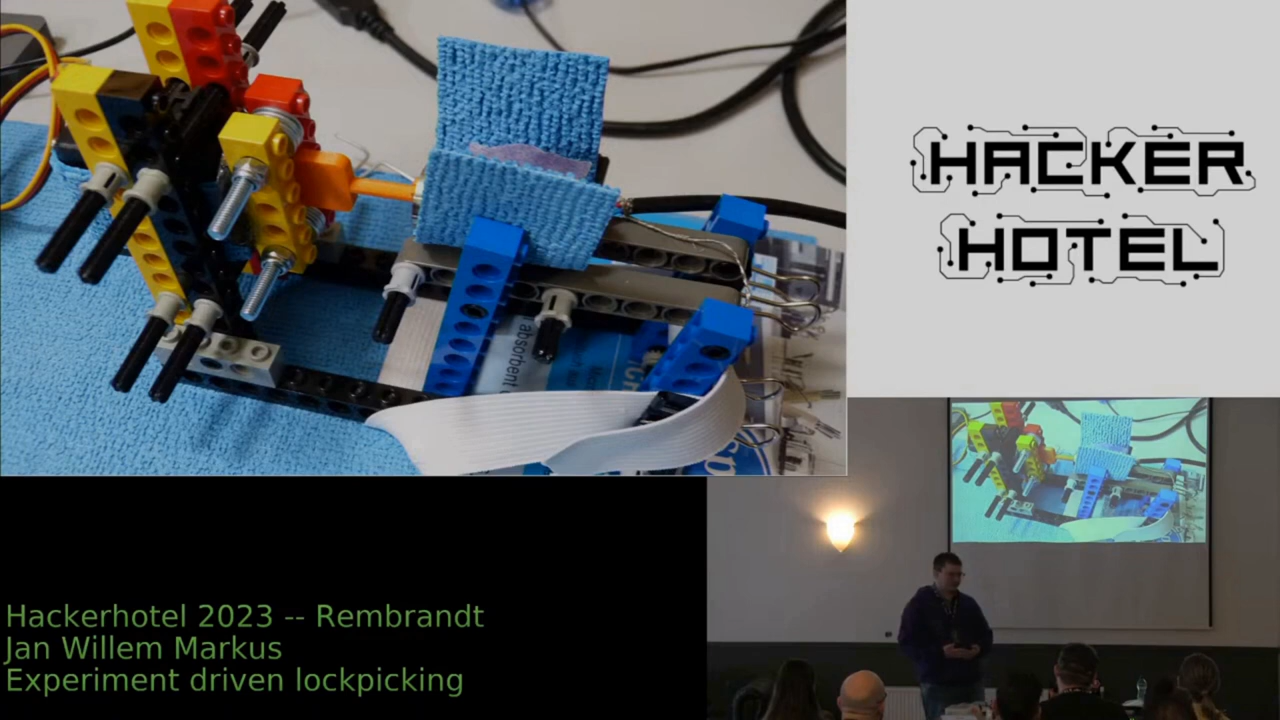 HACKER
HOTEL
absorbent
Hackerhotel 2023 -- Rembrandt
Jan Willem Markus
Experiment driven lockpicking